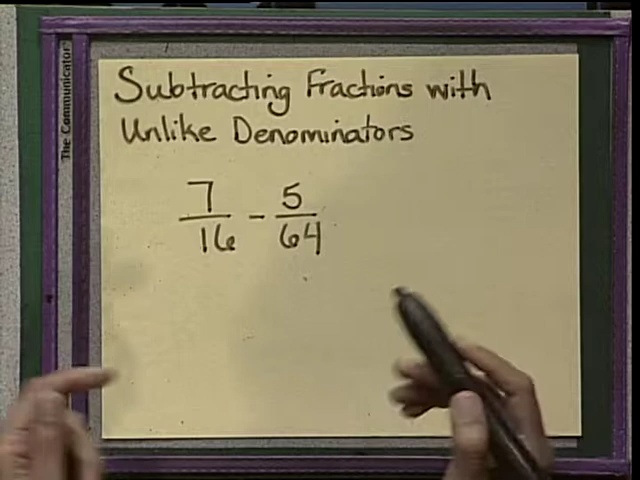 The Communicator
Subtracting Fractions with
Unlike Denominators
7/16 - 5/64